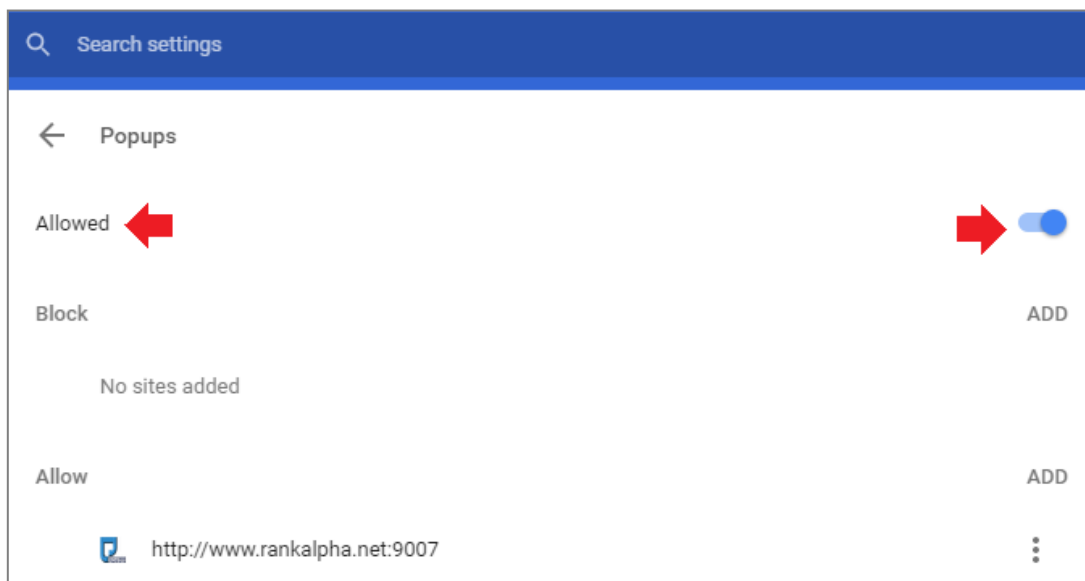 Search settings
Popups
Allowed
Block ADD
No sites added
Allow ADD
http://www.rankalpha.net:9007